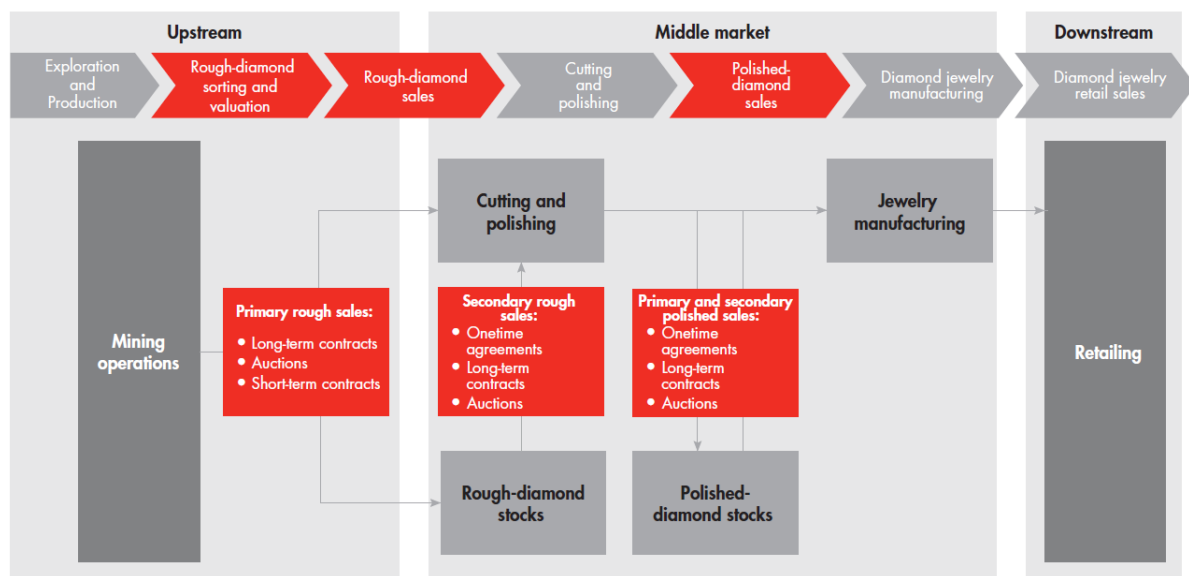 Upstream
Middle market
Downstream
Exploration
and
Production
Rough-diamond
sorting and
valuation
Rough-diamond
sales
Cutting
and
polishing
Polished-
diamond
sales
Diamond jewelry
manufacturing
Diamond jewelry
retail sales
Mining
operations
Primary rough sales:
• Long-term contracts
• Auctions
• Short-term contracts
Cutting and
polishing
Secondary rough
sales:
• Onetime
agreements
• Long-term
contracts
• Auctions
Rough-diamond
stocks
Primary and secondary
polished sales:
• Onetime
agreements
• Long-term
contracts
• Auctions
Polished-
diamond stocks
Jewelry
manufacturing
Retailing